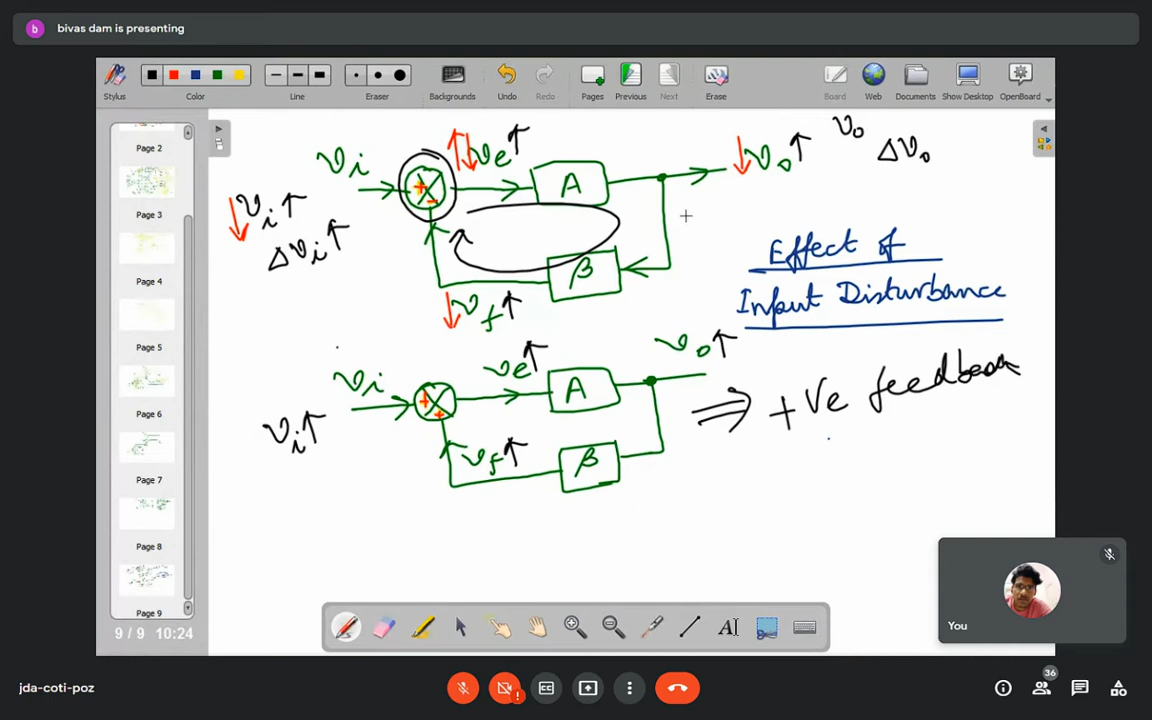 b bivas dam is presenting
Stylus Color Line Eraser Backgrounds Undo Redo Pages Previous Next Erase Board Web Documents Show Desktop OpenBoard
Page 2
Page 3
Page 4
Page 5
Page 6
Page 7
Page 8
Page 9
9 / 9 10:24
vi ↑↓ ve ↑ A ↓ vo ↑ vo Δvo
+
-
↓ vi ↑
Δvi ↑
β
↓ vf ↑
Effect of
Input Disturbance
vi ve ↑ A vo ↑
+
+
vi ↑
vf ↑ β
⇒ +ve feedback
You
jda-coti-poz
36